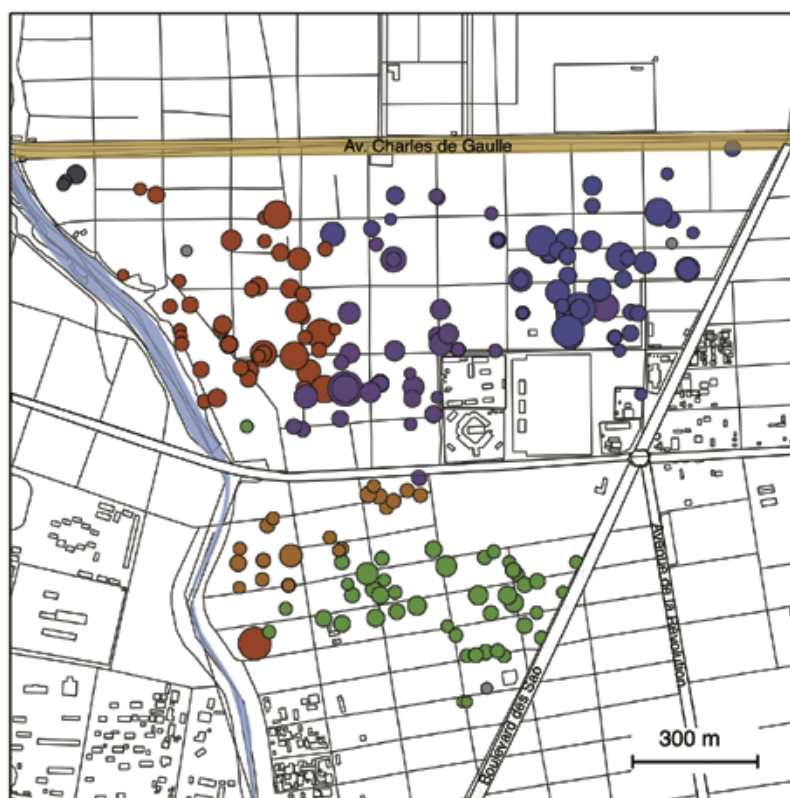 Av. Charles de Gaulle
Avenue de la Révolution
Boulevard des Sao
300 m